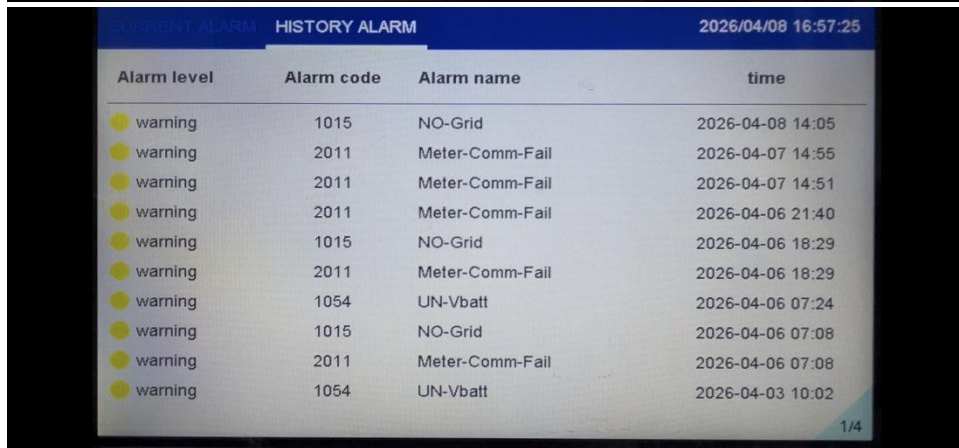 CURRENT ALARM HISTORY ALARM 2026/04/08 16:57:25
Alarm level Alarm code Alarm name time
warning 1015 NO-Grid 2026-04-08 14:05
warning 2011 Meter-Comm-Fail 2026-04-07 14:55
warning 2011 Meter-Comm-Fail 2026-04-07 14:51
warning 2011 Meter-Comm-Fail 2026-04-06 21:40
warning 1015 NO-Grid 2026-04-06 18:29
warning 2011 Meter-Comm-Fail 2026-04-06 18:29
warning 1054 UN-Vbatt 2026-04-06 07:24
warning 1015 NO-Grid 2026-04-06 07:08
warning 2011 Meter-Comm-Fail 2026-04-06 07:08
warning 1054 UN-Vbatt 2026-04-03 10:02
1/4